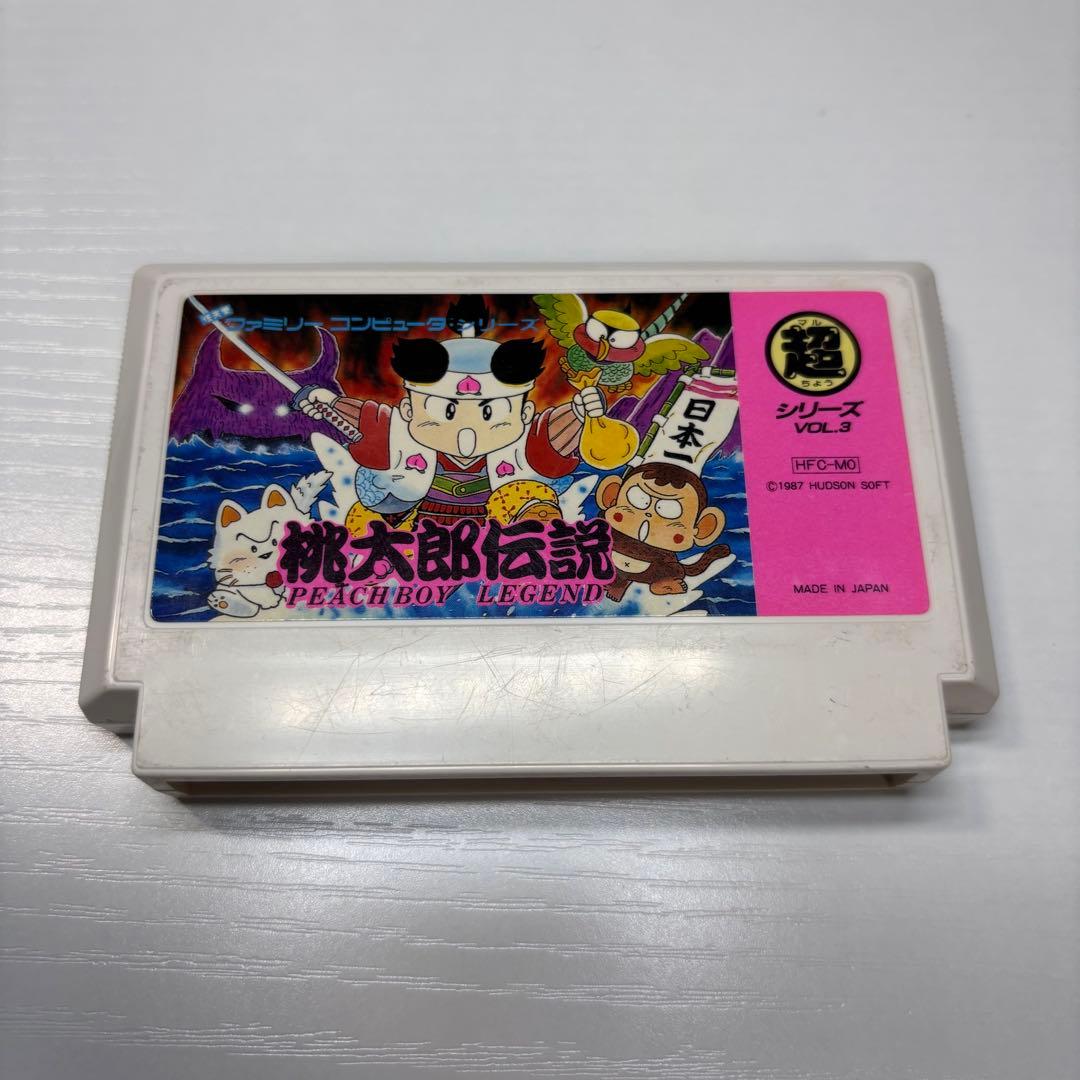 ファミリーコンピュータシリーズ
日本一
桃太郎伝説
PEACHBOY LEGEND
マル
超
ちょう
シリーズ
VOL.3
HFC-MO
©1987 HUDSON SOFT
MADE IN JAPAN